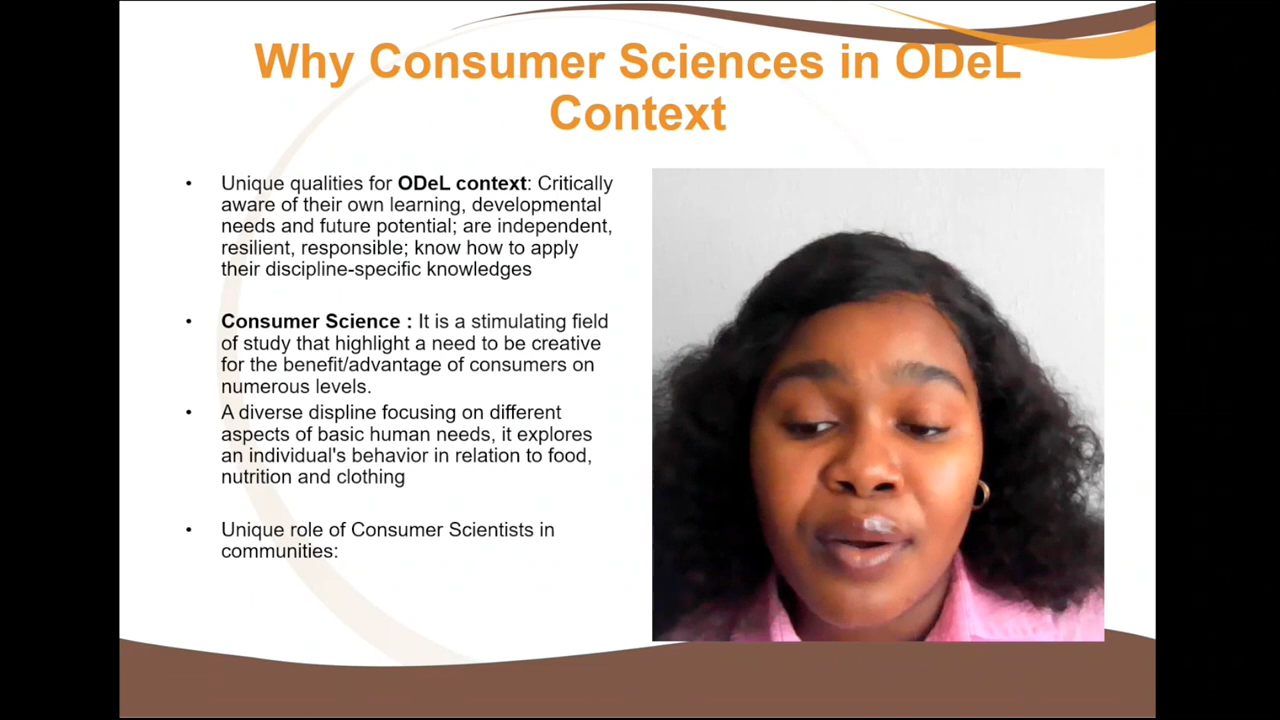 Why Consumer Sciences in ODeL
Context
• Unique qualities for ODeL context: Critically
aware of their own learning, developmental
needs and future potential; are independent,
resilient, responsible; know how to apply
their discipline-specific knowledges
• Consumer Science : It is a stimulating field
of study that highlight a need to be creative
for the benefit/advantage of consumers on
numerous levels.
• A diverse displine focusing on different
aspects of basic human needs, it explores
an individual's behavior in relation to food,
nutrition and clothing
• Unique role of Consumer Scientists in
communities: